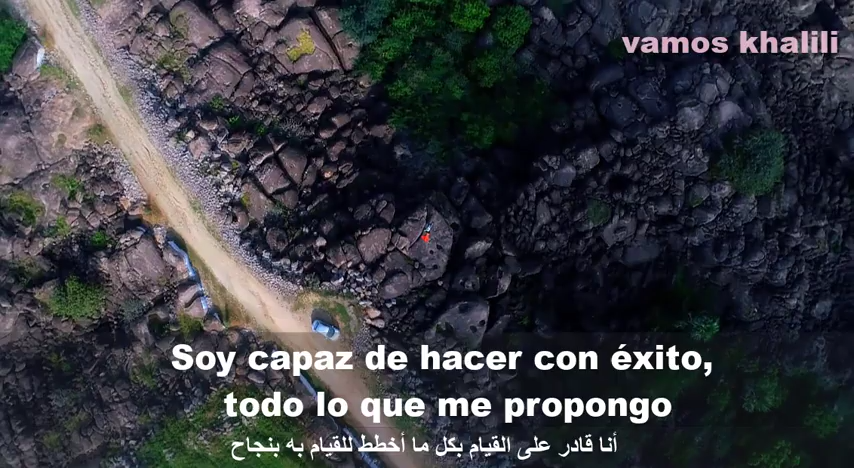 vamos khalili
Soy capaz de hacer con éxito,
todo lo que me propongo
أنا قادر على القيام بكل ما أخطط للقيام به بنجاح